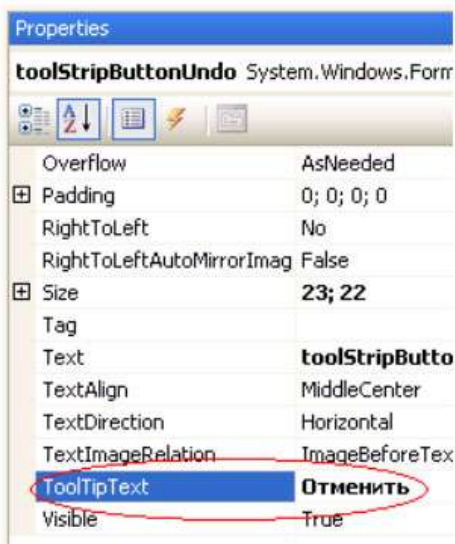 Properties
toolStripButtonUndo System.Windows.Form
Overflow AsNeeded
Padding 0; 0; 0; 0
RightToLeft No
RightToLeftAutoMirrorImag False
Size 23; 22
Tag
Text toolStripButto
TextAlign MiddleCenter
TextDirection Horizontal
TextImageRelation ImageBeforeTex
ToolTipText Отменить
Visible True